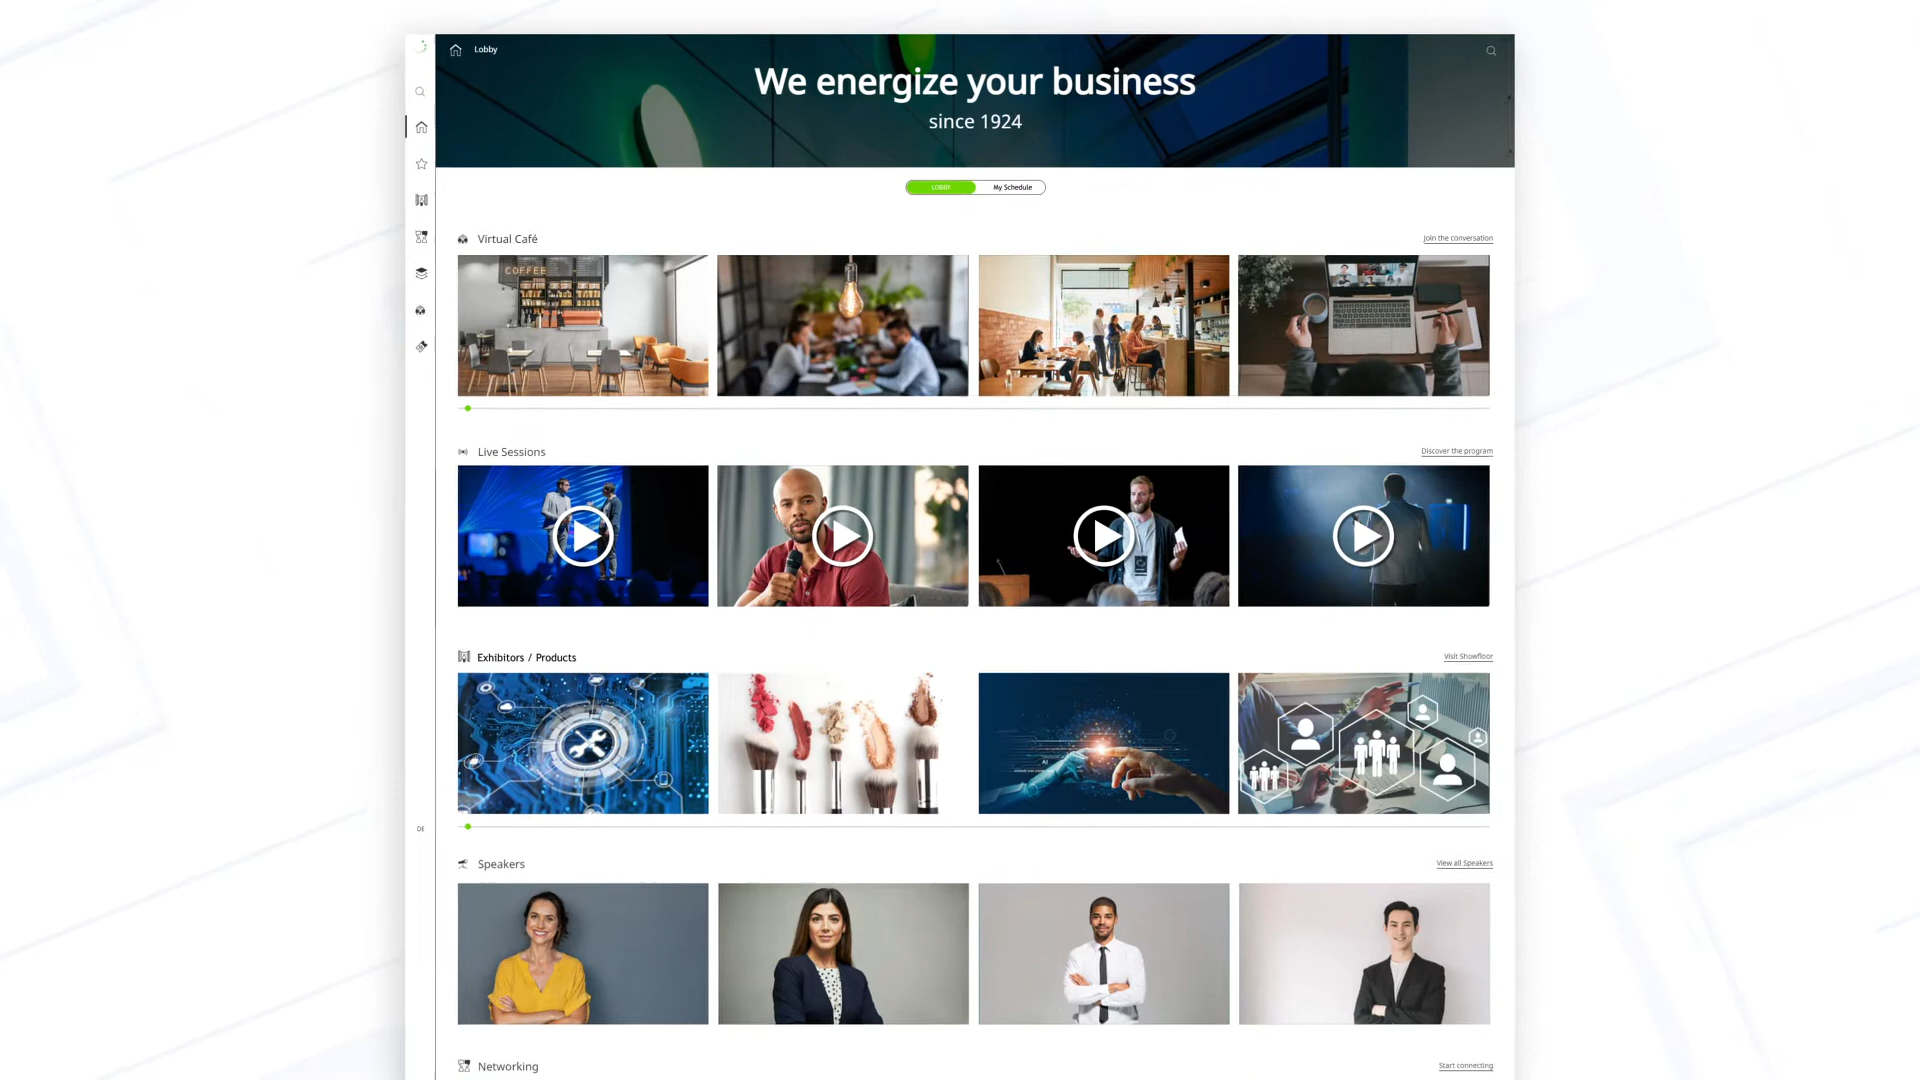 Lobby
We energize your business
since 1924
LOBBY
My Schedule
Virtual Café
Join the conversation
COFFEE
Live Sessions
Discover the program
Exhibitors / Products
Visit Showfloor
AI
DE
Speakers
View all Speakers
Networking
Start connecting